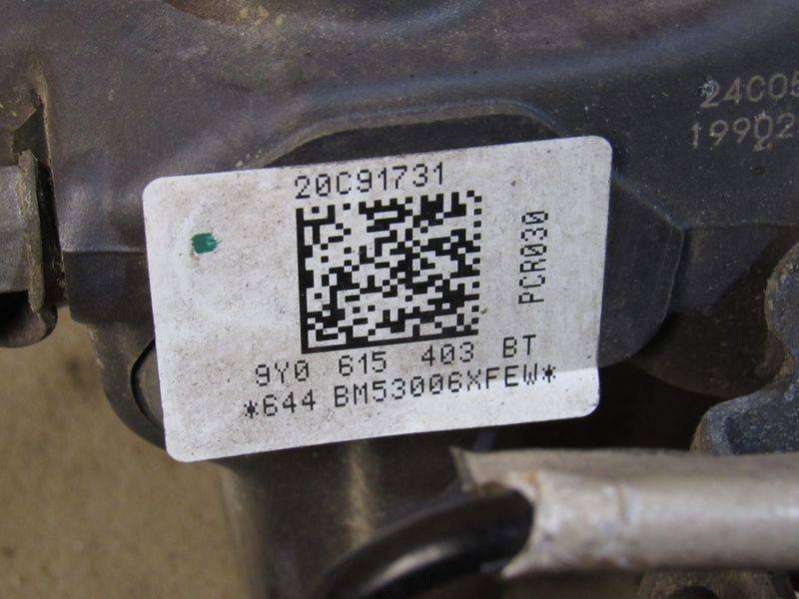 24C05
19902
20C91731
PCR030
9Y0 615 403 BT
*644 BM53006XFEW*